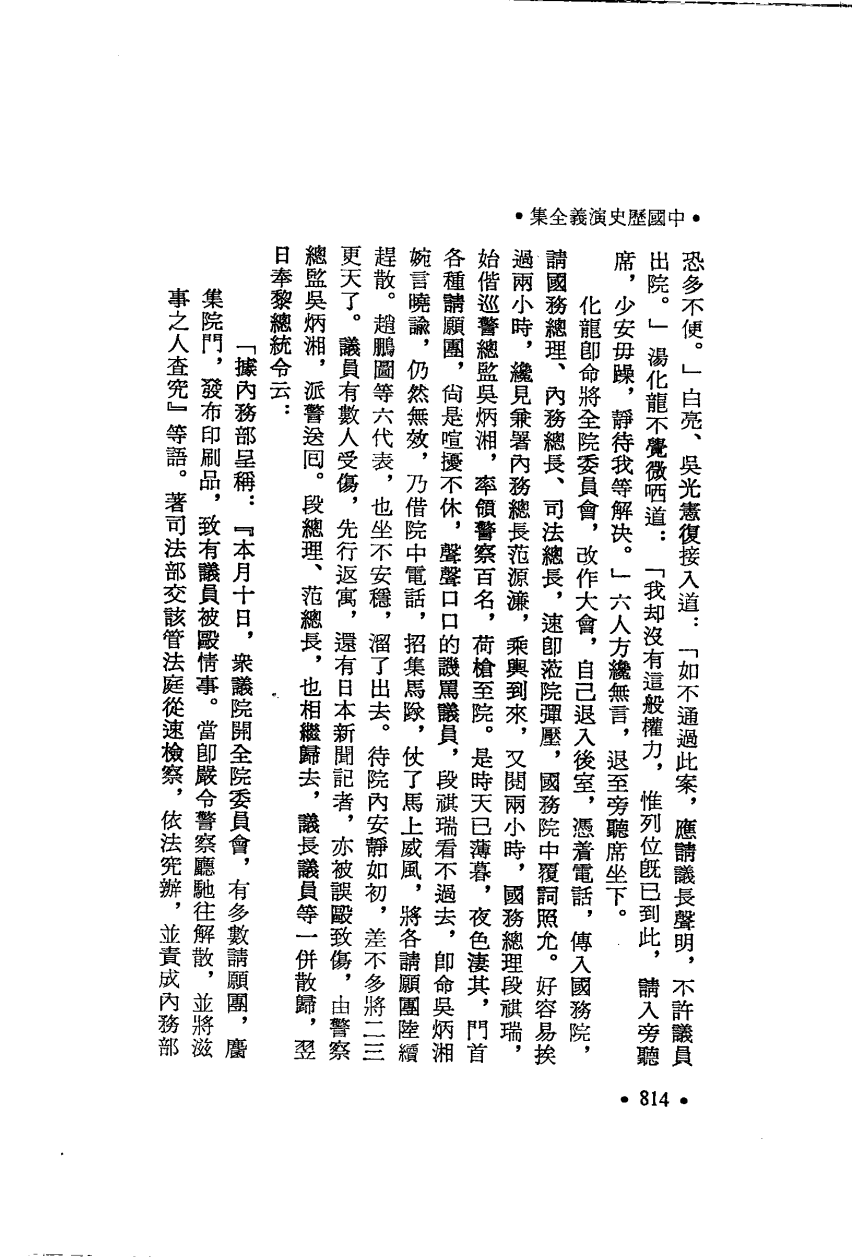 •中國歷史演義全集•
恐多不便。」白亮、吳光憲復接入道：「如不通過此案，應請議長聲明，不許議員
出院。」湯化龍不覺微哂道：「我却沒有這般權力，惟列位旣已到此，請入旁聽
席，少安毋躁，靜待我等解決。」六人方纔無言，退至旁聽席坐下。
化龍卽命將全院委員會，改作大會，自己退入後室，憑着電話，傳入國務院，
請國務總理、內務總長、司法總長，速卽蒞院彈壓，國務院中覆詞照允。好容易挨
過兩小時，纔見兼署內務總長范源濂，乘輿到來，又閱兩小時，國務總理段祺瑞，
始偕巡警總監吳炳湘，率領警察百名，荷槍至院。是時天已薄暮，夜色淒其，門首
各種請願團，尙是喧擾不休，聲聲口口的譏罵議員，段祺瑞看不過去，卽命吳炳湘
婉言曉諭，仍然無效，乃借院中電話，招集馬隊，仗了馬上威風，將各請願團陸續
趕散。趙鵬圖等六代表，也坐不安穩，溜了出去。待院內安靜如初，差不多將二三
更天了。議員有數人受傷，先行返寓，還有日本新聞記者，亦被誤毆致傷，由警察
總監吳炳湘，派警送回。段總理、范總長，也相繼歸去，議長議員等一併散歸，翌
日奉黎總統令云：
「據內務部呈稱：『本月十日，衆議院開全院委員會，有多數請願團，麕
集院門，發布印刷品，致有議員被毆情事。當卽嚴令警察廳馳往解散，並將滋
事之人查究』等語。著司法部交該管法庭從速檢察，依法究辦，並責成內務部
•814•